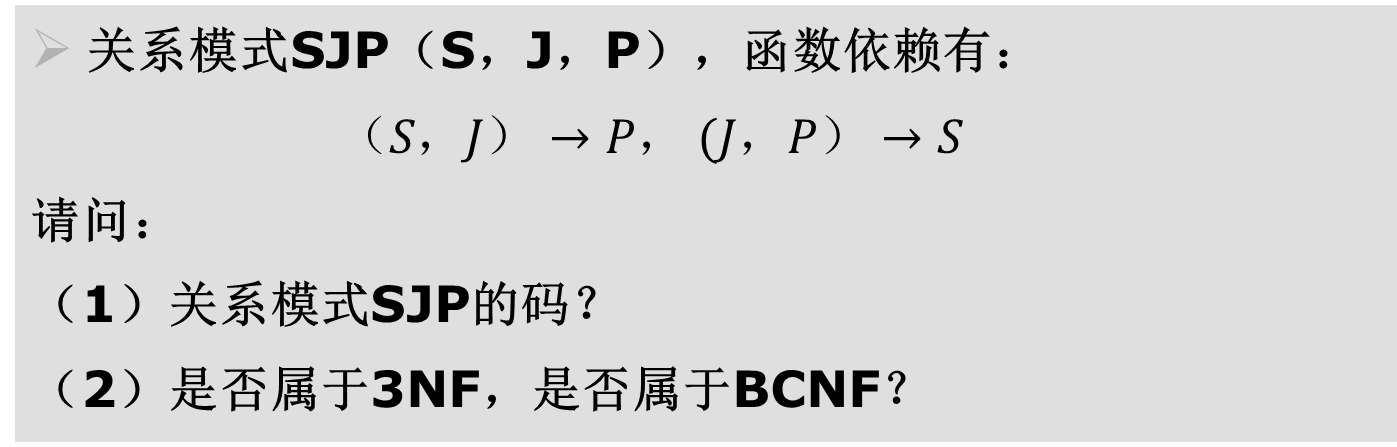 关系模式SJP（S，J，P），函数依赖有：
（S，J） → P， (J，P） → S
请问：
（1）关系模式SJP的码？
（2）是否属于3NF，是否属于BCNF？